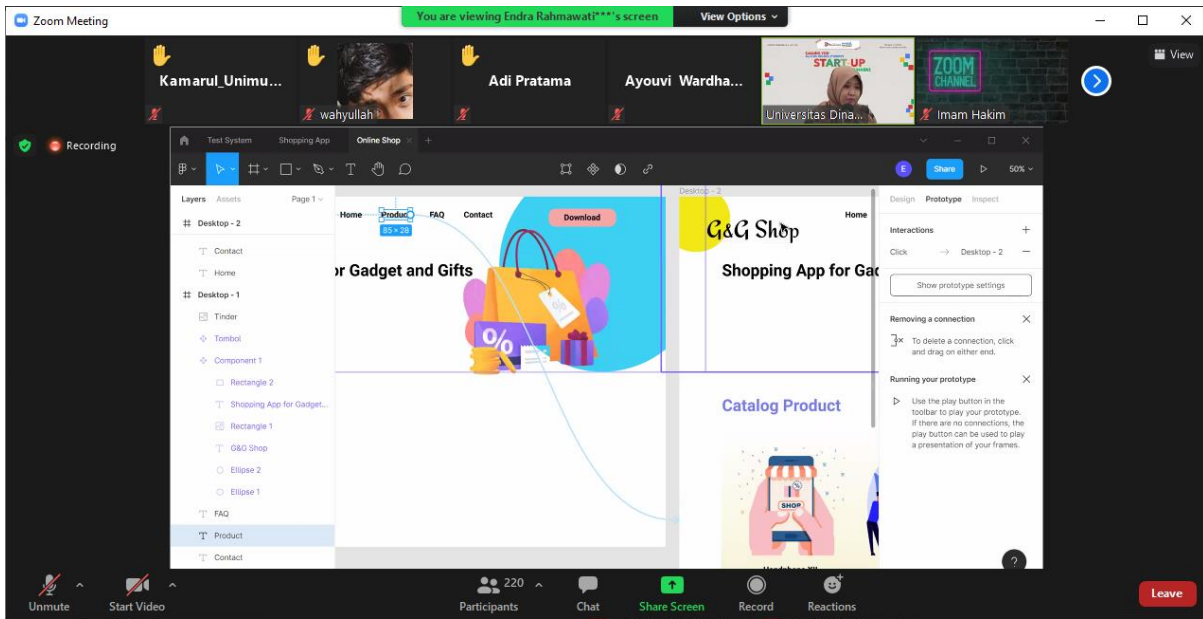 Zoom Meeting
You are viewing Endra Rahmawati***'s screen
View Options
View
Kamarul_Unimu...
wahyullah
Adi Pratama
Ayouvi Wardha...
START-UP
Universitas Dina...
ZOOM
CHANNEL
Imam Hakim
Recording
Test System
Shopping App
Online Shop
E
Share
50%
Layers
Assets
Page 1
Desktop - 2
Contact
Home
Desktop - 1
Tinder
Tombol
Component 1
Rectangle 2
Shopping App for Gadget...
Rectangle 1
G&G Shop
Ellipse 2
Ellipse 1
FAQ
Product
Contact
Home
Product
FAQ
Contact
Download
85 × 28
or Gadget and Gifts
%
Desktop - 2
G&G Shop
Home
Shopping App for Gad
Catalog Product
SHOP
Design
Prototype
Inspect
Interactions
Click
Desktop - 2
Show prototype settings
Removing a connection
To delete a connection, click
and drag on either end.
Running your prototype
Use the play button in the
toolbar to play your prototype.
If there are no connections, the
play button can be used to play
a presentation of your frames.
?
Unmute
Start Video
220
Participants
Chat
Share Screen
Record
Reactions
Leave